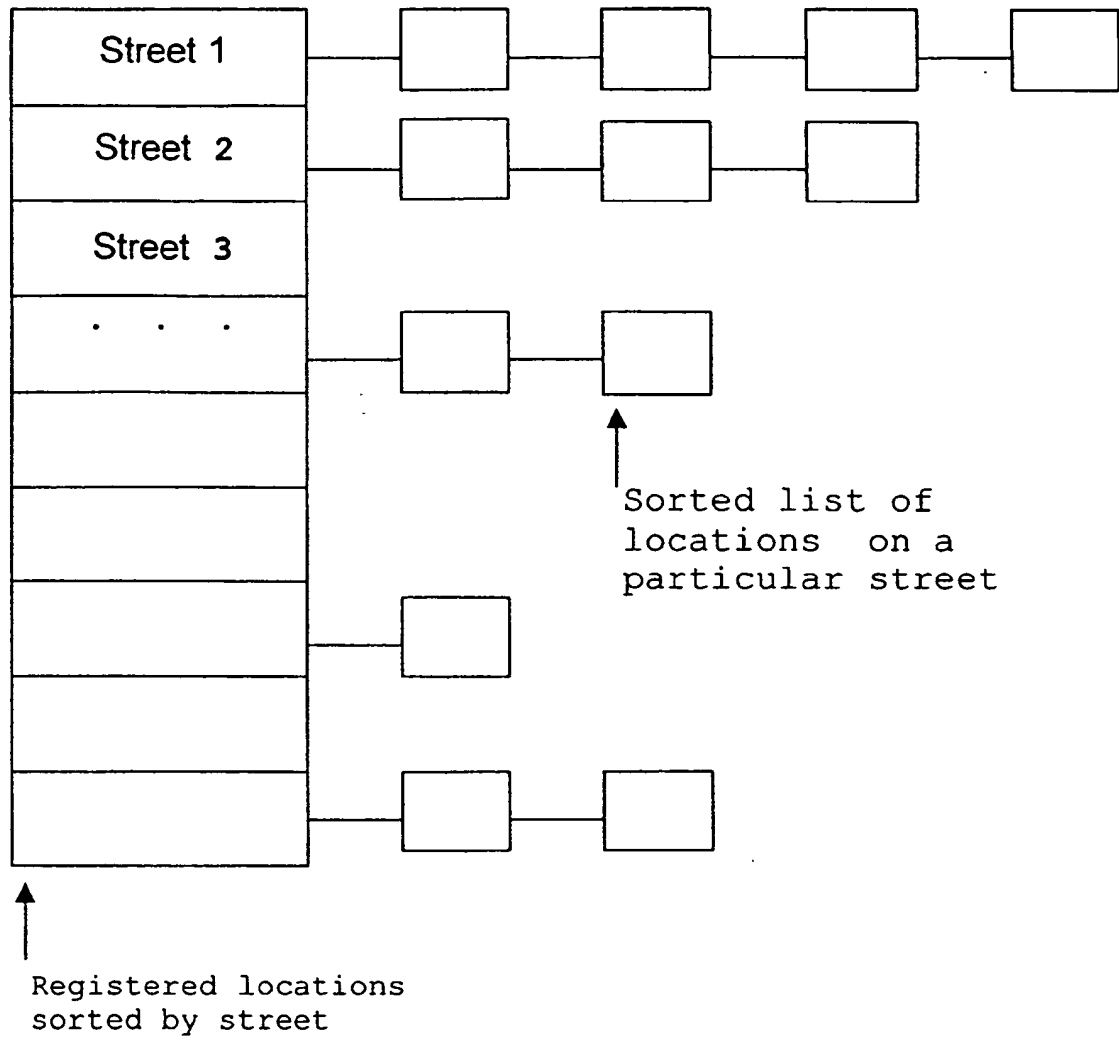 Street 1
Street 2
Street 3
. . .
Sorted list of
locations on a
particular street
Registered locations
sorted by street